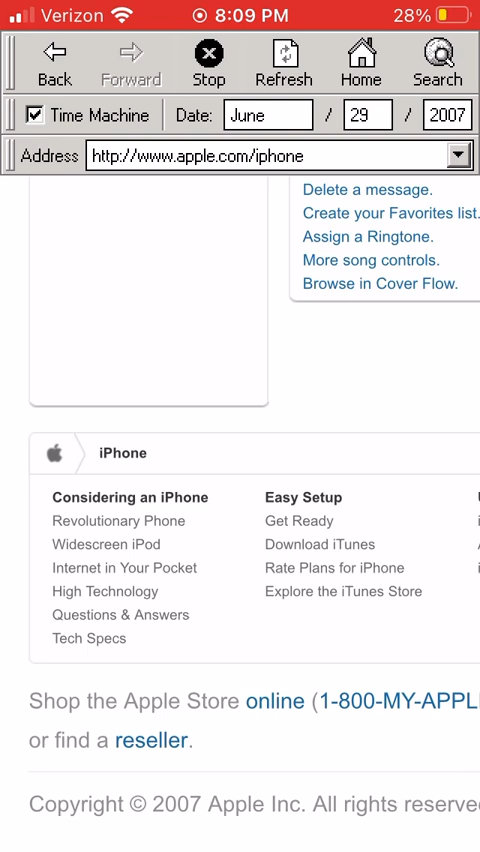 Verizon 8:09 PM 28%
Back Forward Stop Refresh Home Search
Time Machine Date: June / 29 / 2007
Address http://www.apple.com/iphone
Delete a message.
Create your Favorites list.
Assign a Ringtone.
More song controls.
Browse in Cover Flow.
iPhone
Considering an iPhone Easy Setup
Revolutionary Phone Get Ready
Widescreen iPod Download iTunes
Internet in Your Pocket Rate Plans for iPhone
High Technology Explore the iTunes Store
Questions & Answers
Tech Specs
Shop the Apple Store online (1-800-MY-APPL
or find a reseller.
Copyright © 2007 Apple Inc. All rights reserve